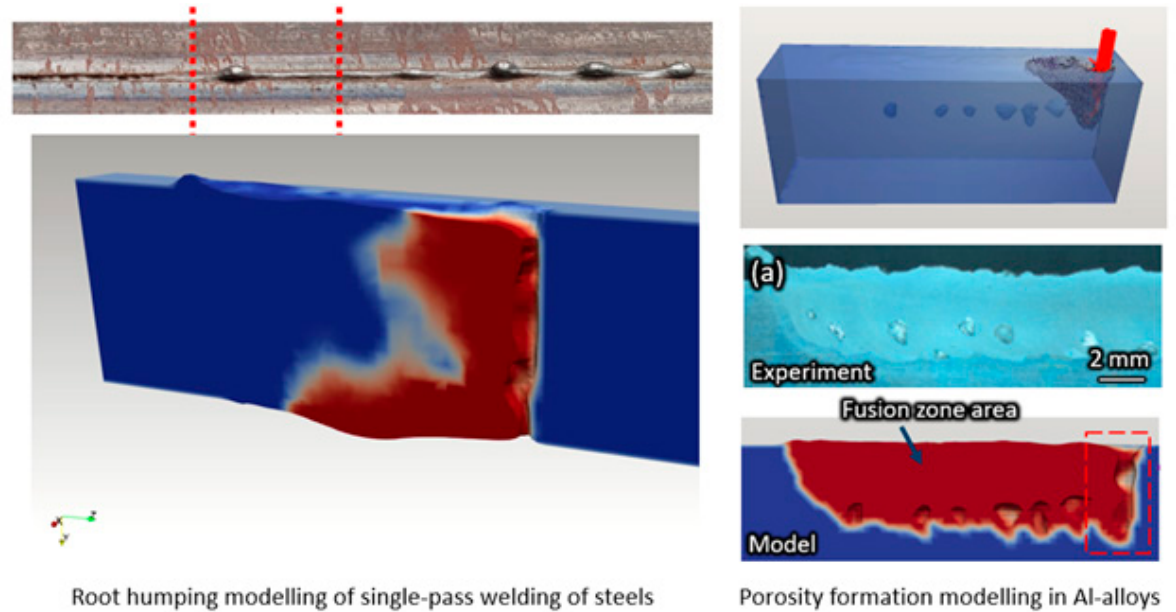 (a)
Experiment
2 mm
Fusion zone area
Model
Root humping modelling of single-pass welding of steels
Porosity formation modelling in Al-alloys